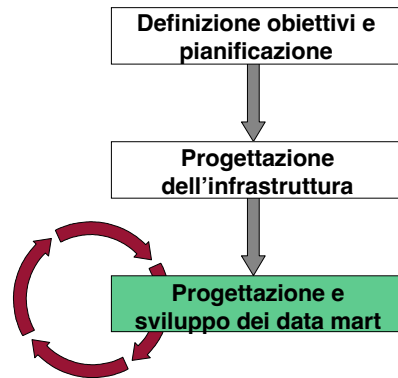 Definizione obiettivi e
pianificazione
Progettazione
dell'infrastruttura
Progettazione e
sviluppo dei data mart